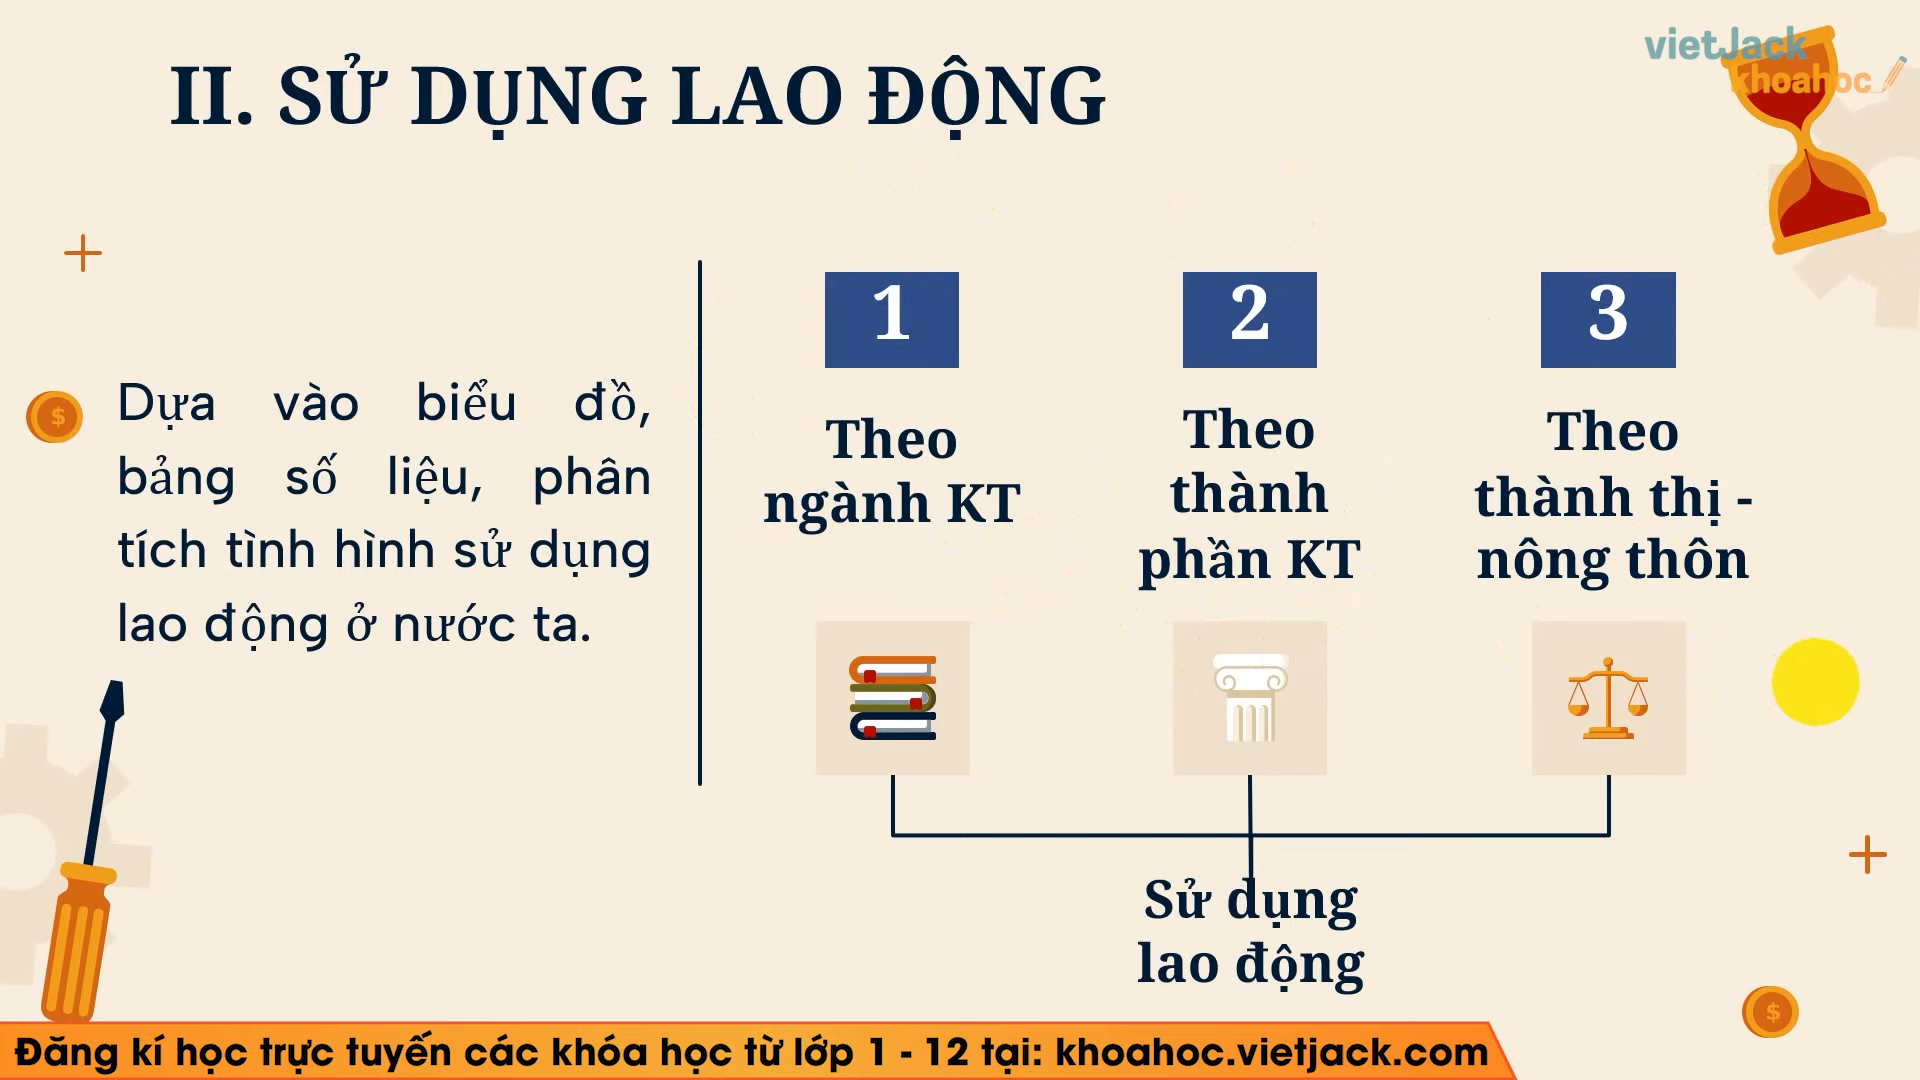 vietJack
khoahoc
II. SỬ DỤNG LAO ĐỘNG
Dựa vào biểu đồ,
bảng số liệu, phân
tích tình hình sử dụng
lao động ở nước ta.
1
Theo
ngành KT
2
Theo
thành
phần KT
3
Theo
thành thị -
nông thôn
Sử dụng
lao động
$
$
Đăng kí học trực tuyến các khóa học từ lớp 1 - 12 tại: khoahoc.vietjack.com